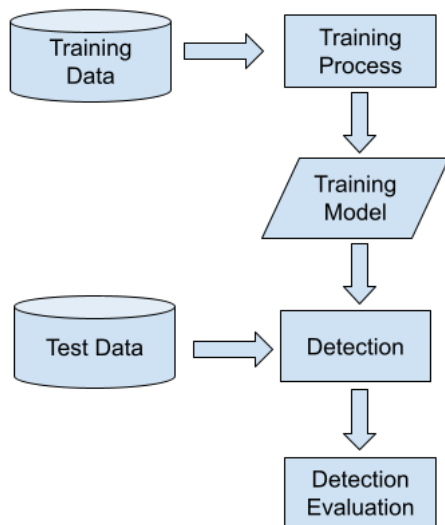 Training
Data
Training
Process
Training
Model
Test Data
Detection
Detection
Evaluation